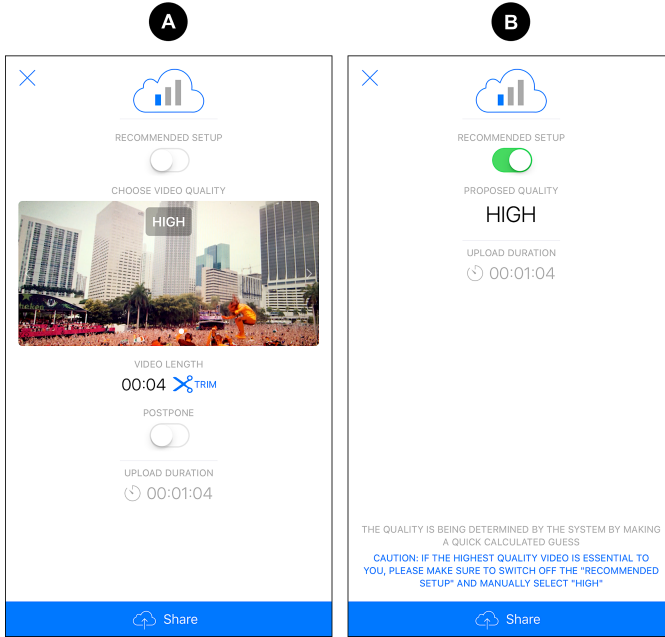 A
RECOMMENDED SETUP
CHOOSE VIDEO QUALITY
HIGH
VIDEO LENGTH
00:04 TRIM
POSTPONE
UPLOAD DURATION
00:01:04
Share
B
RECOMMENDED SETUP
PROPOSED QUALITY
HIGH
UPLOAD DURATION
00:01:04
THE QUALITY IS BEING DETERMINED BY THE SYSTEM BY MAKING
A QUICK CALCULATED GUESS
CAUTION: IF THE HIGHEST QUALITY VIDEO IS ESSENTIAL TO
YOU, PLEASE MAKE SURE TO SWITCH OFF THE "RECOMMENDED
SETUP" AND MANUALLY SELECT "HIGH"
Share